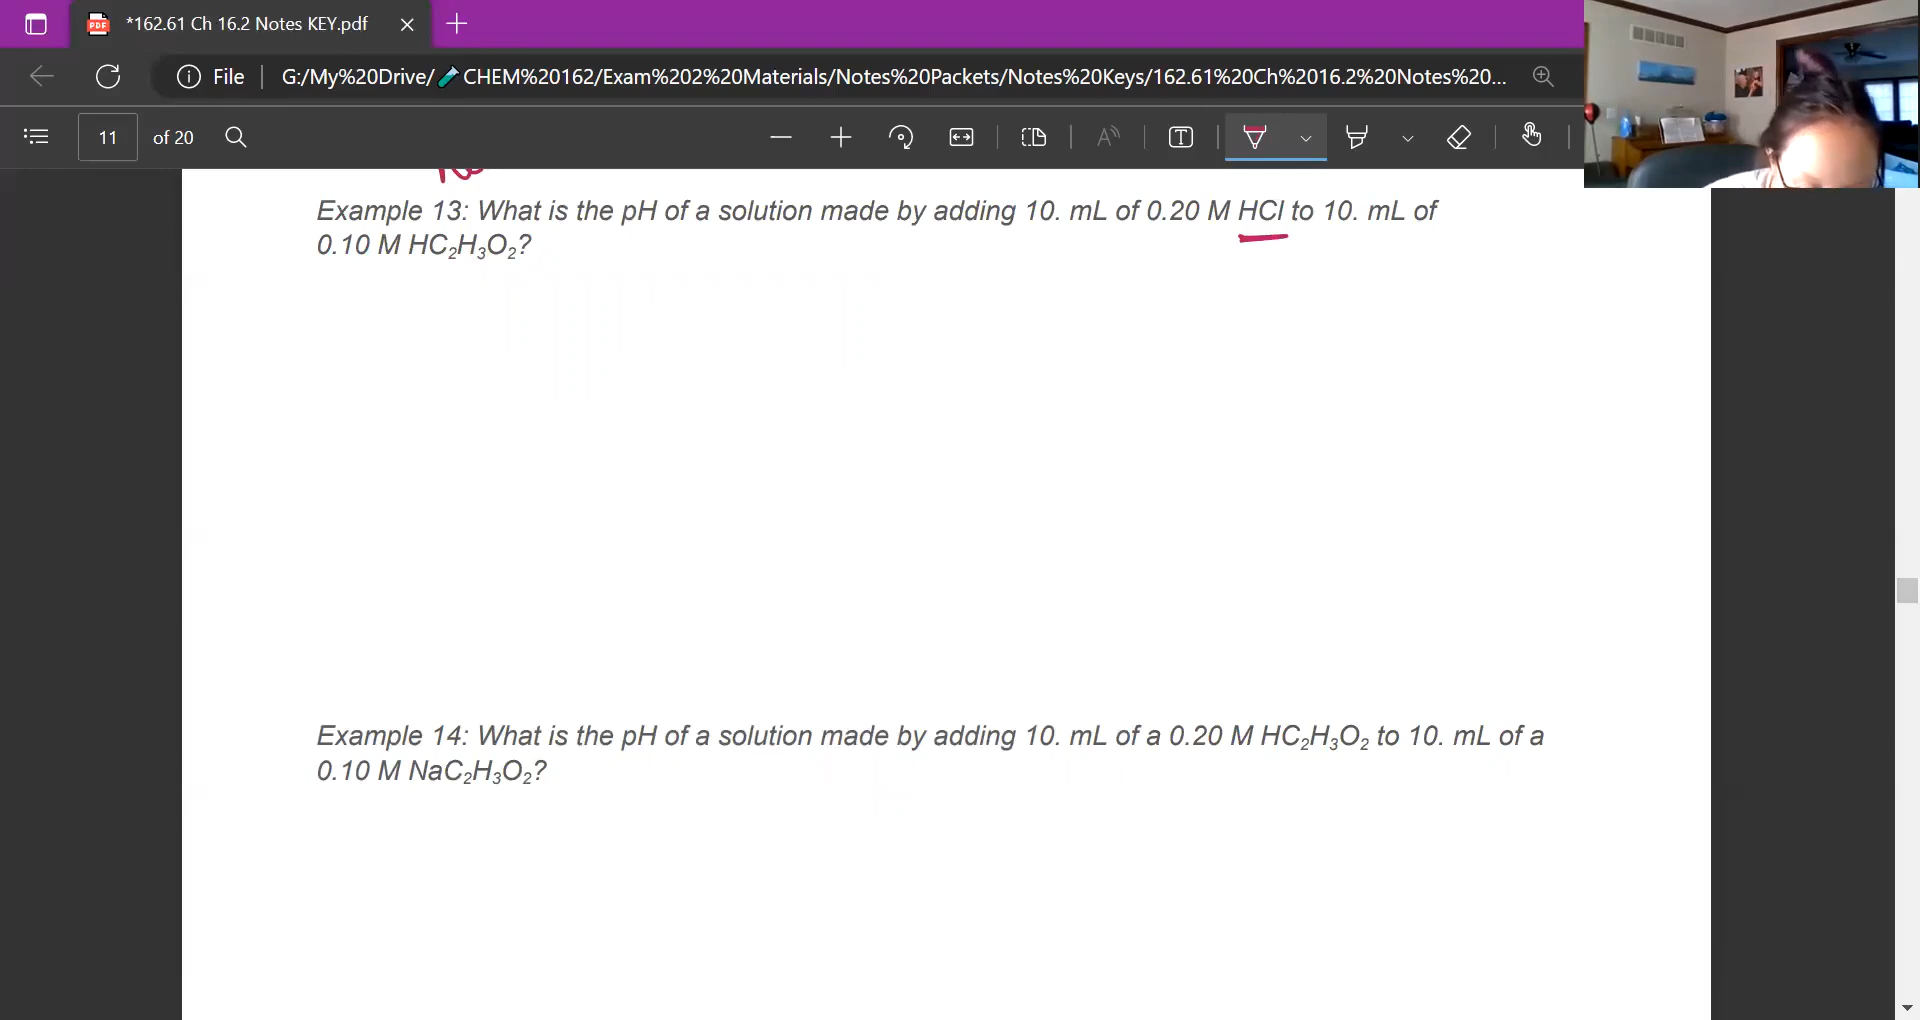 *162.61 Ch 16.2 Notes KEY.pdf
File
G:/My%20Drive/🧪CHEM%20162/Exam%202%20Materials/Notes%20Packets/Notes%20Keys/162.61%20Ch%2016.2%20Notes%20...
11 of 20
Example 13: What is the pH of a solution made by adding 10. mL of 0.20 M HCl to 10. mL of
0.10 M HC₂H₃O₂?
Example 14: What is the pH of a solution made by adding 10. mL of a 0.20 M HC₂H₃O₂ to 10. mL of a
0.10 M NaC₂H₃O₂?